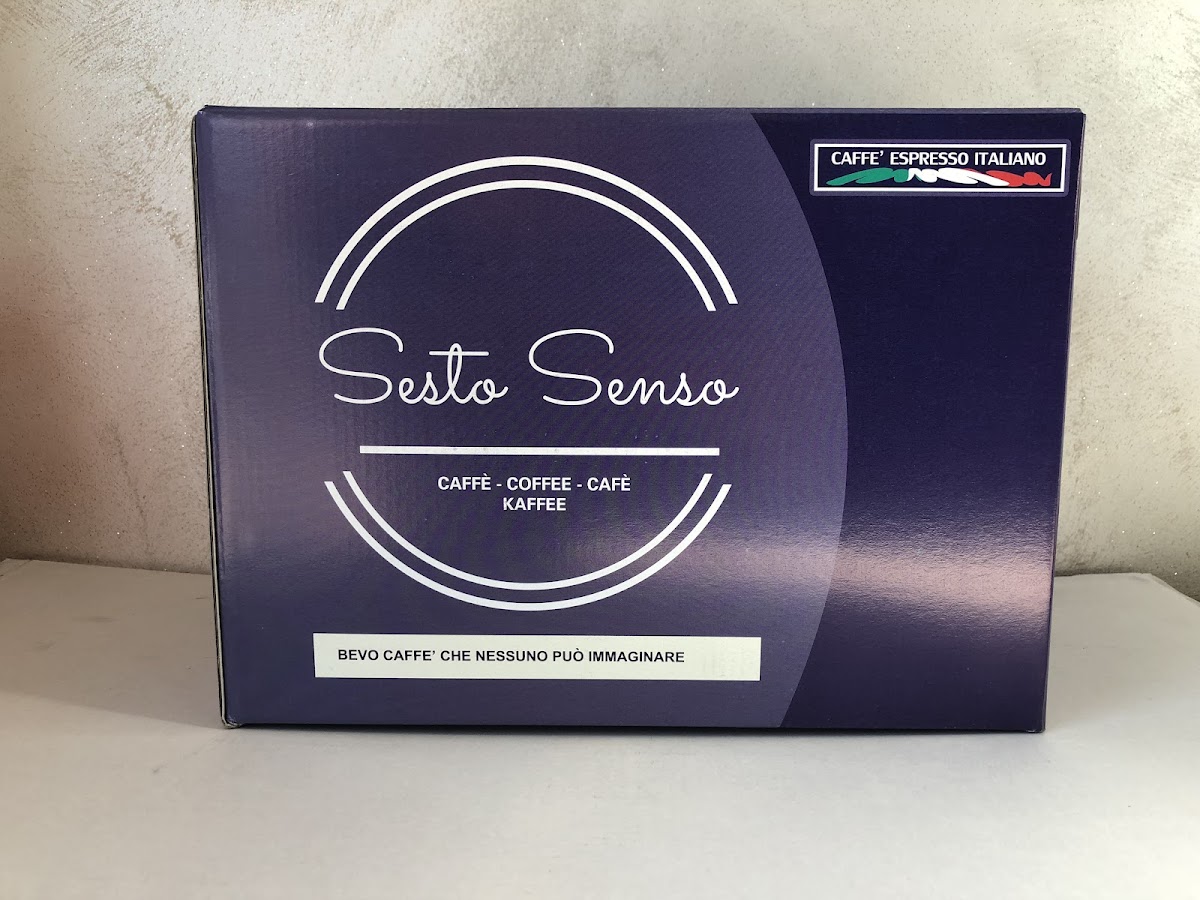 CAFFE' ESPRESSO ITALIANO
Sesto Senso
CAFFÈ - COFFEE - CAFÈ
KAFFEE
BEVO CAFFE' CHE NESSUNO PUÒ IMMAGINARE